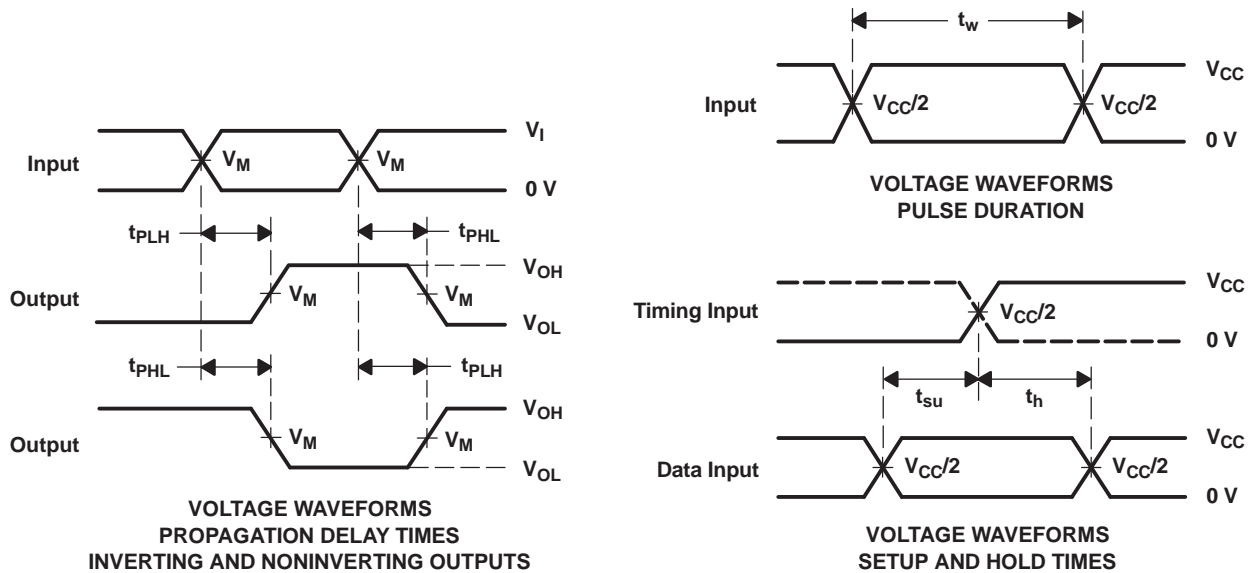 Input
V_I
V_M
V_M
0 V
t_PLH
t_PHL
Output
V_OH
V_M
V_M
V_OL
t_PHL
t_PLH
Output
V_OH
V_M
V_M
V_OL
VOLTAGE WAVEFORMS
PROPAGATION DELAY TIMES
INVERTING AND NONINVERTING OUTPUTS
t_w
Input
V_CC
V_CC/2
V_CC/2
0 V
VOLTAGE WAVEFORMS
PULSE DURATION
Timing Input
V_CC
V_CC/2
0 V
t_su
t_h
Data Input
V_CC
V_CC/2
V_CC/2
0 V
VOLTAGE WAVEFORMS
SETUP AND HOLD TIMES